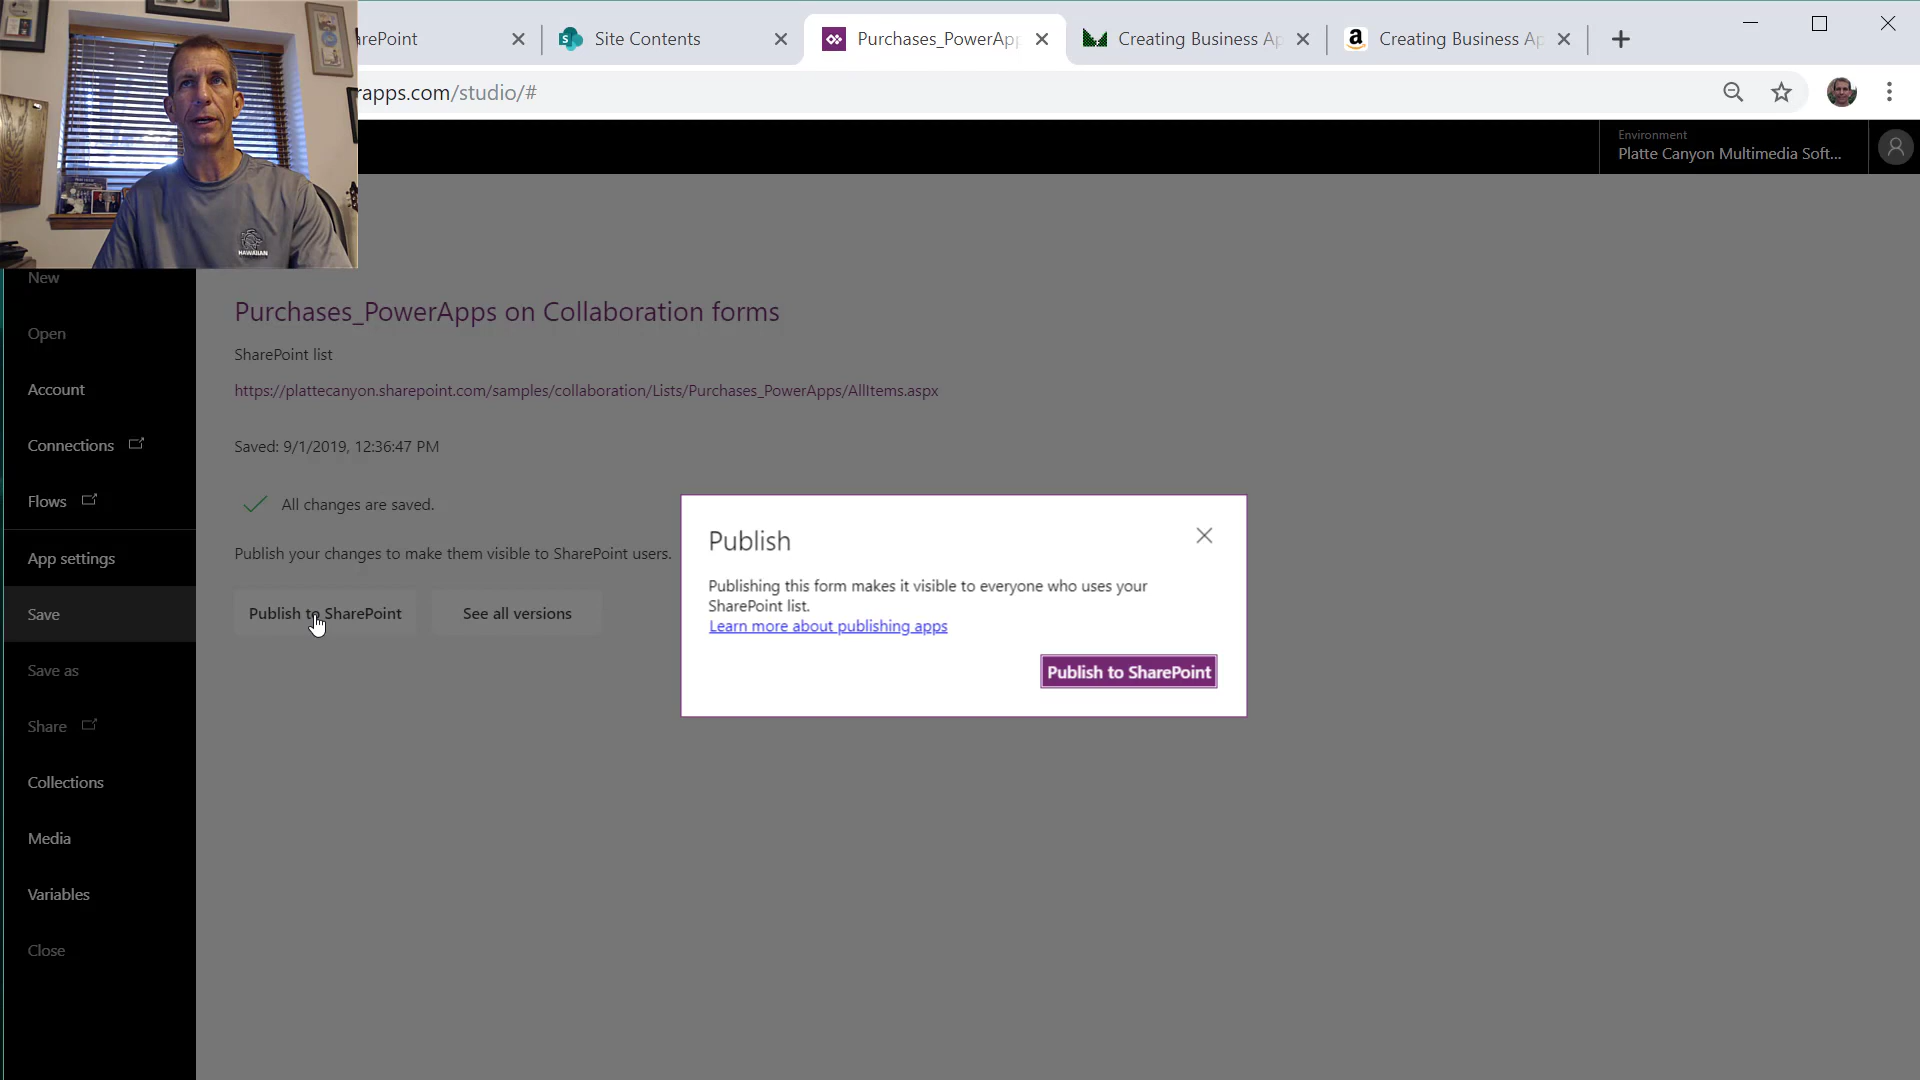 arePoint
Site Contents
Purchases_PowerApp
Creating Business Ap
a
Creating Business Ap
rapps.com/studio/#
Environment
Platte Canyon Multimedia Soft...
HAWAIIAN
New
Open
Account
Connections
Flows
App settings
Save
Save as
Share
Collections
Media
Variables
Close
Purchases_PowerApps on Collaboration forms
SharePoint list
https://plattecanyon.sharepoint.com/samples/collaboration/Lists/Purchases_PowerApps/AllItems.aspx
Saved: 9/1/2019, 12:36:47 PM
All changes are saved.
Publish your changes to make them visible to SharePoint users.
Publish to SharePoint
See all versions
Publish
Publishing this form makes it visible to everyone who uses your
SharePoint list.
Learn more about publishing apps
Publish to SharePoint